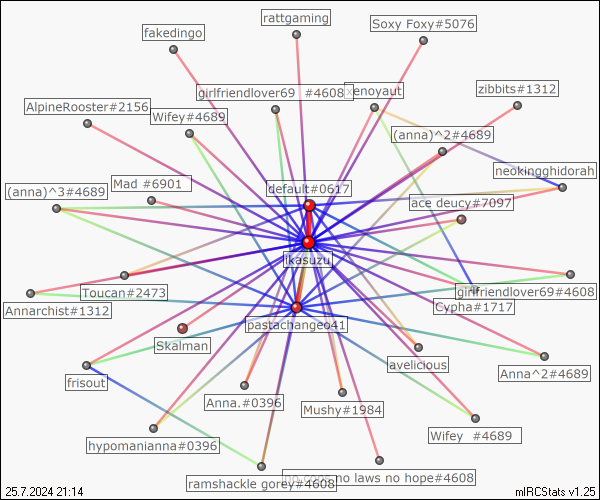 rattgaming
Soxy Foxy#5076
fakedingo
zibbits#1312
girlfriendlover69 #4608
xenoyaut
AlpineRooster#2156
Wifey#4689
(anna)^2#4689
neokingghidorah
Mad #6901
default#0617
(anna)^3#4689
ace deucy#7097
ikasuzu
Toucan#2473
girlfriendlover69#4608
Cypha#1717
Annarchist#1312
pastachangeo41
Skalman
avelicious
Anna^2#4689
frisout
Anna.#0396
Mushy#1984
Wifey #4689
hypomanianna#0396
no cops no laws no hope#4608
ramshackle gorey#4608
25.7.2024 21:14
mIRCStats v1.25